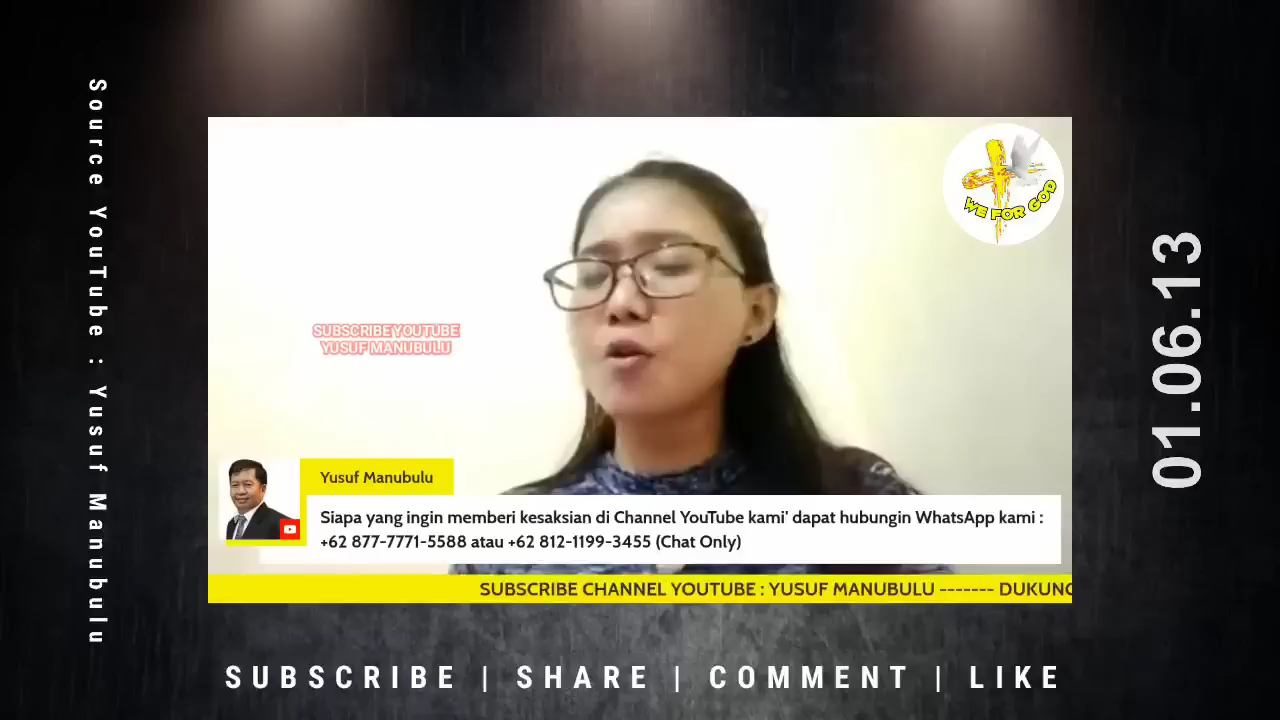 Source YouTube : Yusuf Manubulu
WE FOR GOD
01.06.13
SUBSCRIBE YOUTUBE
YUSUF MANUBULU
Yusuf Manubulu
Siapa yang ingin memberi kesaksian di Channel YouTube kami' dapat hubungin WhatsApp kami :
+62 877-7771-5588 atau +62 812-1199-3455 (Chat Only)
SUBSCRIBE CHANNEL YOUTUBE : YUSUF MANUBULU ------- DUKUNG
SUBSCRIBE | SHARE | COMMENT | LIKE